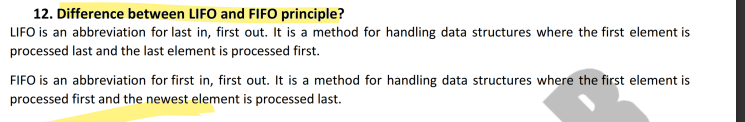 12. Difference between LIFO and FIFO principle?
LIFO is an abbreviation for last in, first out. It is a method for handling data structures where the first element is
processed last and the last element is processed first.
FIFO is an abbreviation for first in, first out. It is a method for handling data structures where the first element is
processed first and the newest element is processed last.